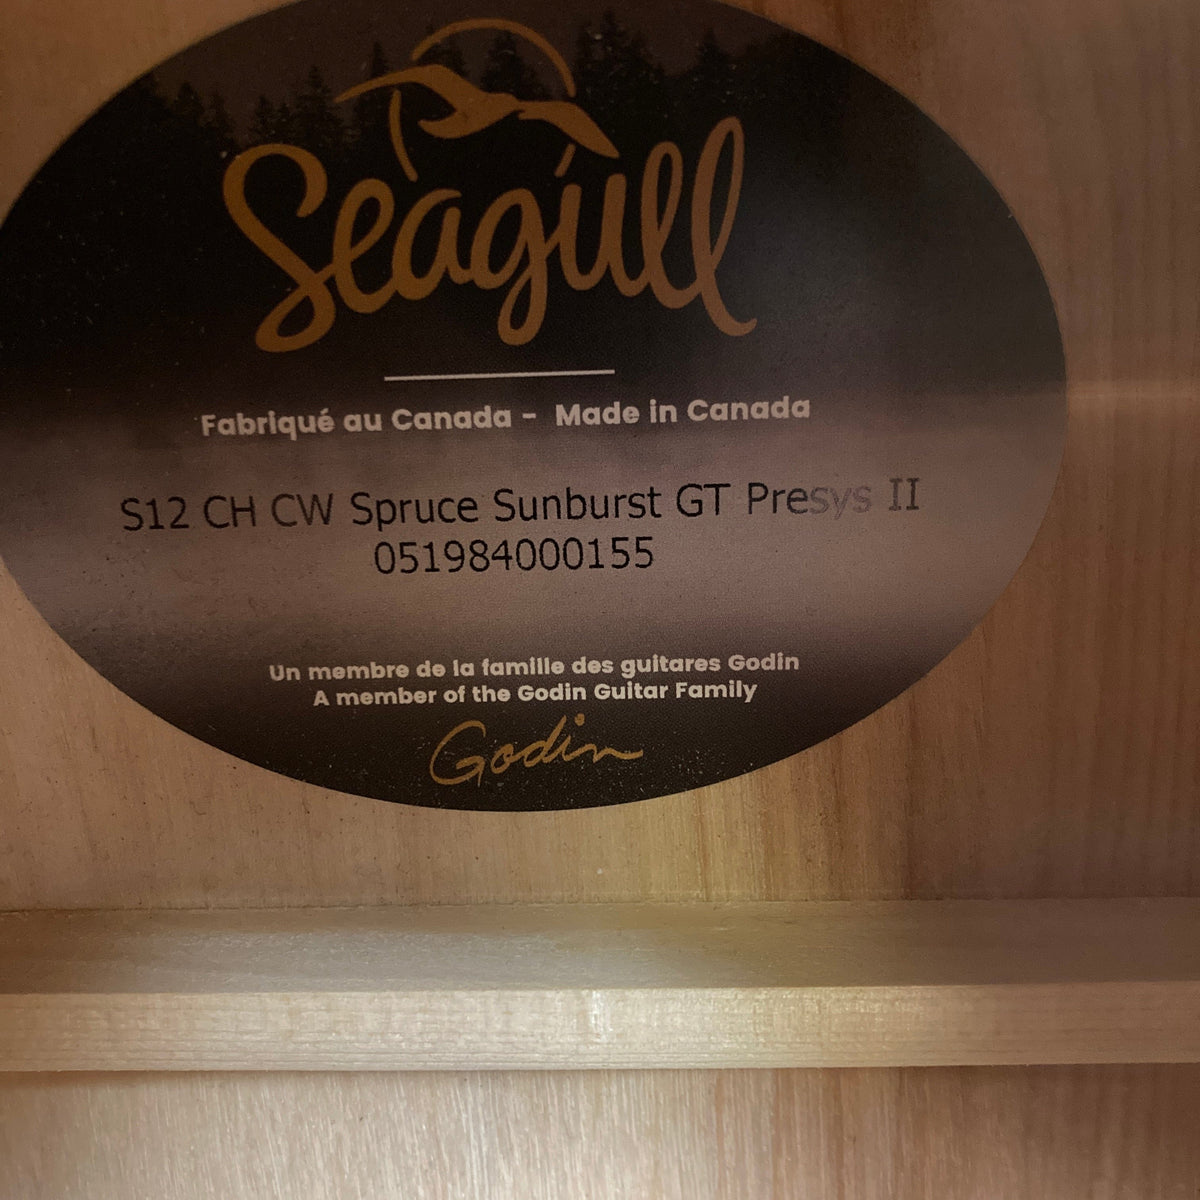 Seagull
Fabriqué au Canada - Made in Canada
S12 CH CW Spruce Sunburst GT Presys II
051984000155
Un membre de la famille des guitares Godin
A member of the Godin Guitar Family
Godin